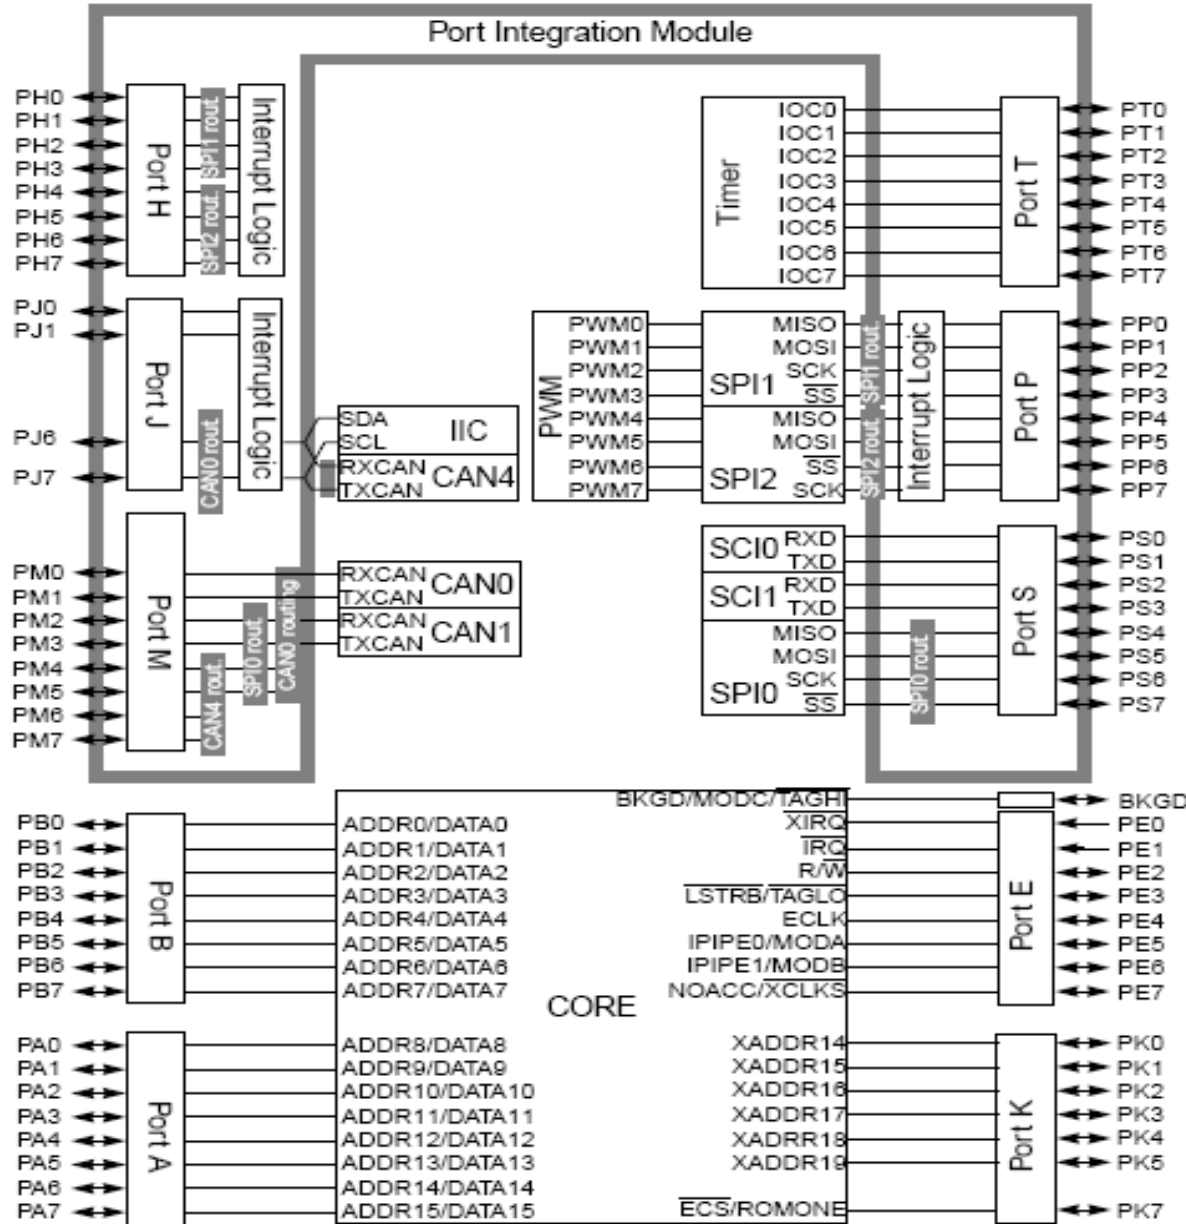 Port Integration Module
PH0
PH1
PH2
PH3
PH4
PH5
PH6
PH7
Port H
SPI1 rout.
SPI2 rout.
Interrupt Logic
PJ0
PJ1
PJ6
PJ7
Port J
CAN0 rout.
Interrupt Logic
SDA
SCL
IIC
RXCAN
TXCAN
CAN4
PM0
PM1
PM2
PM3
PM4
PM5
PM6
PM7
Port M
CAN4 rout.
SPI0 rout.
CAN0 routing
RXCAN
TXCAN
CAN0
RXCAN
TXCAN
CAN1
Timer
IOC0
IOC1
IOC2
IOC3
IOC4
IOC5
IOC6
IOC7
Port T
PT0
PT1
PT2
PT3
PT4
PT5
PT6
PT7
PWM
PWM0
PWM1
PWM2
PWM3
PWM4
PWM5
PWM6
PWM7
SPI1
MISO
MOSI
SCK
SS
SPI2
MISO
MOSI
SS
SCK
SPI1 rout.
SPI2 rout.
Interrupt Logic
Port P
PP0
PP1
PP2
PP3
PP4
PP5
PP6
PP7
SCI0
RXD
TXD
SCI1
RXD
TXD
SPI0
MISO
MOSI
SCK
SS
SPI0 rout.
Port S
PS0
PS1
PS2
PS3
PS4
PS5
PS6
PS7
PB0
PB1
PB2
PB3
PB4
PB5
PB6
PB7
Port B
ADDR0/DATA0
ADDR1/DATA1
ADDR2/DATA2
ADDR3/DATA3
ADDR4/DATA4
ADDR5/DATA5
ADDR6/DATA6
ADDR7/DATA7
PA0
PA1
PA2
PA3
PA4
PA5
PA6
PA7
Port A
ADDR8/DATA8
ADDR9/DATA9
ADDR10/DATA10
ADDR11/DATA11
ADDR12/DATA12
ADDR13/DATA13
ADDR14/DATA14
ADDR15/DATA15
CORE
BKGD/MODC/TAGHI
XIRQ
IRQ
R/W
LSTRB/TAGLO
ECLK
IPIPE0/MODA
IPIPE1/MODB
NOACC/XCLKS
Port E
BKGD
PE0
PE1
PE2
PE3
PE4
PE5
PE6
PE7
XADDR14
XADDR15
XADDR16
XADDR17
XADRR18
XADDR19
ECS/ROMONE
Port K
PK0
PK1
PK2
PK3
PK4
PK5
PK7